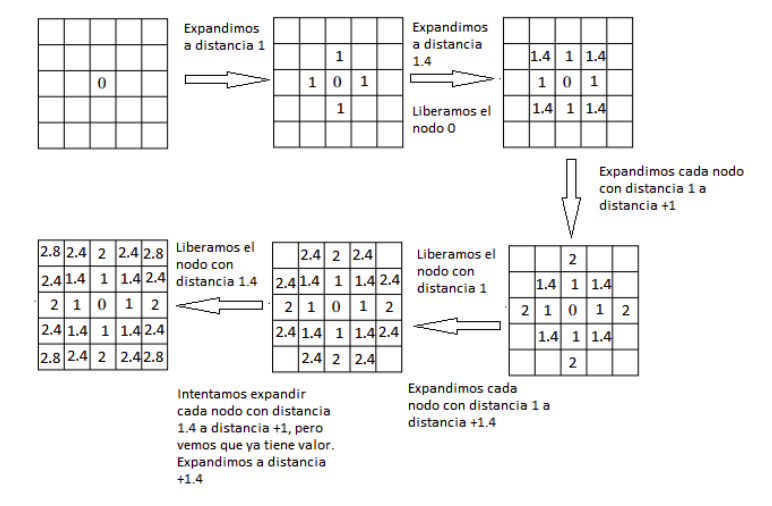 Expandimos
a distancia 1
Expandimos
a distancia
1.4
Liberamos el
nodo 0
0
1
1 0 1
1
1.4 1 1.4
1 0 1
1.4 1 1.4
Expandimos cada nodo
con distancia 1 a
distancia +1
2
1.4 1 1.4
2 1 0 1 2
1.4 1 1.4
2
Liberamos el
nodo con
distancia 1
Expandimos cada
nodo con distancia 1 a
distancia +1.4
2.4 2 2.4
2.4 1.4 1 1.4 2.4
2 1 0 1 2
2.4 1.4 1 1.4 2.4
2.4 2 2.4
Liberamos el
nodo con
distancia 1.4
Intentamos expandir
cada nodo con distancia
1.4 a distancia +1, pero
vemos que ya tiene valor.
Expandimos a distancia
+1.4
2.8 2.4 2 2.4 2.8
2.4 1.4 1 1.4 2.4
2 1 0 1 2
2.4 1.4 1 1.4 2.4
2.8 2.4 2 2.4 2.8